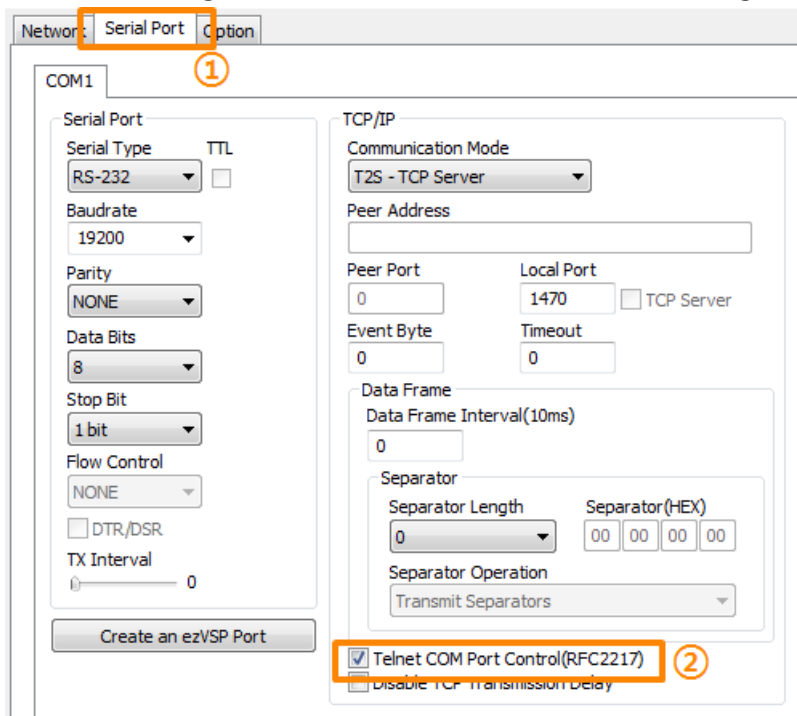 Network Serial Port Option
①
COM1
Serial Port
Serial Type TTL
RS-232
Baudrate
19200
Parity
NONE
Data Bits
8
Stop Bit
1 bit
Flow Control
NONE
DTR/DSR
TX Interval
0
Create an ezVSP Port
TCP/IP
Communication Mode
T2S - TCP Server
Peer Address
Peer Port Local Port
0 1470 TCP Server
Event Byte Timeout
0 0
Data Frame
Data Frame Interval(10ms)
0
Separator
Separator Length Separator(HEX)
0 00 00 00 00
Separator Operation
Transmit Separators
Telnet COM Port Control(RFC2217) ②
Disable TCP Transmission Delay